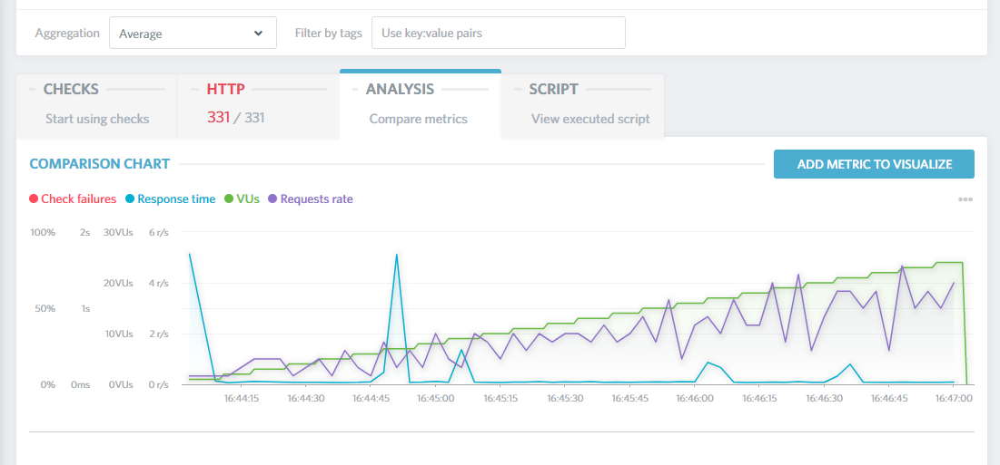 Aggregation Average Filter by tags Use key:value pairs
CHECKS HTTP ANALYSIS SCRIPT
Start using checks 331 / 331 Compare metrics View executed script
COMPARISON CHART ADD METRIC TO VISUALIZE
Check failures Response time VUs Requests rate
100% 2s 30VUs 6 r/s
20VUs 4 r/s
50% 1s
10VUs 2 r/s
0% 0ms 0VUs 0 r/s
16:44:15 16:44:30 16:44:45 16:45:00 16:45:15 16:45:30 16:45:45 16:46:00 16:46:15 16:46:30 16:46:45 16:47:00